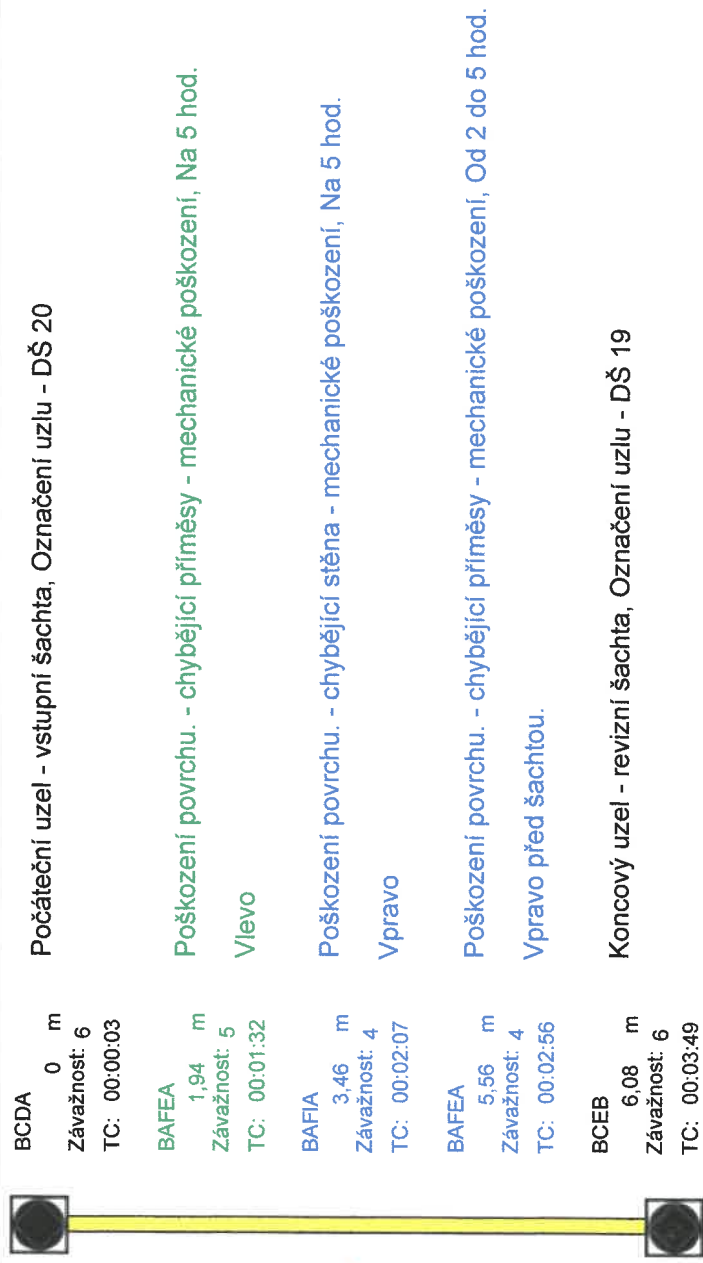 BCDA
0 m
Závažnost: 6
TC: 00:00:03
Počáteční uzel - vstupní šachta, Označení uzlu - DŠ 20
BAFEA
1,94 m
Závažnost: 5
TC: 00:01:32
Poškození povrchu. - chybějící příměsy - mechanické poškození, Na 5 hod.
Vlevo
BAFIA
3,46 m
Závažnost: 4
TC: 00:02:07
Poškození povrchu. - chybějící stěna - mechanické poškození, Na 5 hod.
Vpravo
BAFEA
5,56 m
Závažnost: 4
TC: 00:02:56
Poškození povrchu. - chybějící příměsy - mechanické poškození, Od 2 do 5 hod.
Vpravo před šachtou.
BCEB
6,08 m
Závažnost: 6
TC: 00:03:49
Koncový uzel - revizní šachta, Označení uzlu - DŠ 19